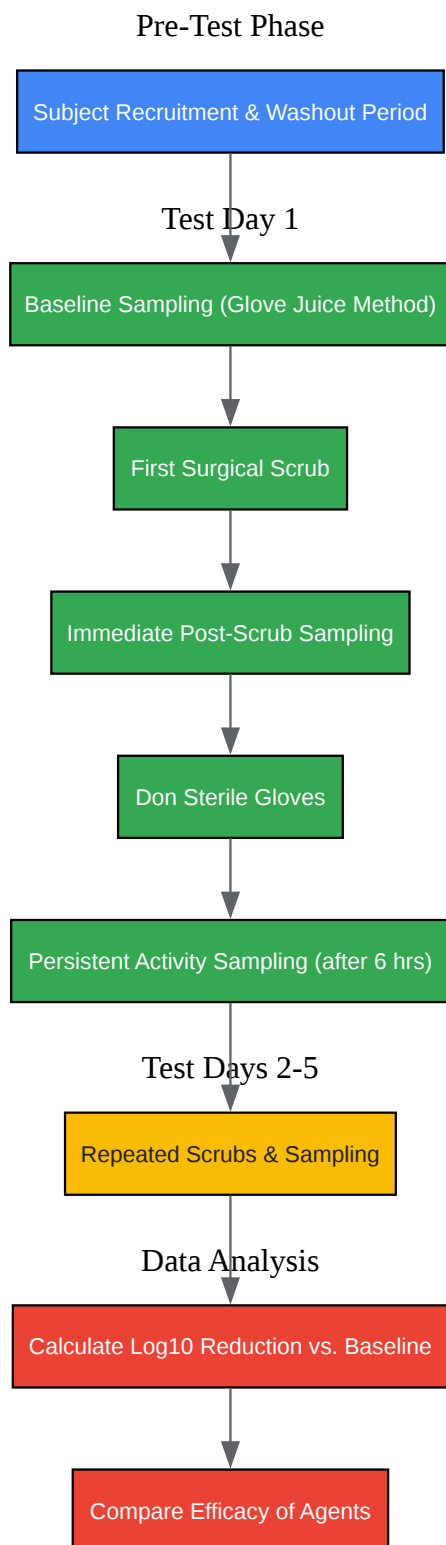 Pre-Test Phase
Subject Recruitment & Washout Period
Test Day 1
Baseline Sampling (Glove Juice Method)
First Surgical Scrub
Immediate Post-Scrub Sampling
Don Sterile Gloves
Persistent Activity Sampling (after 6 hrs)
Test Days 2-5
Repeated Scrubs & Sampling
Data Analysis
Calculate Log10 Reduction vs. Baseline
Compare Efficacy of Agents